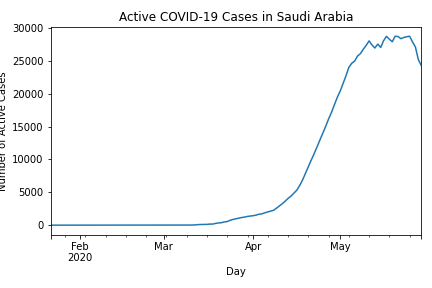 Active COVID-19 Cases in Saudi Arabia
Number of Active Cases
30000
25000
20000
15000
10000
5000
0
Feb
2020
Mar
Apr
May
Day